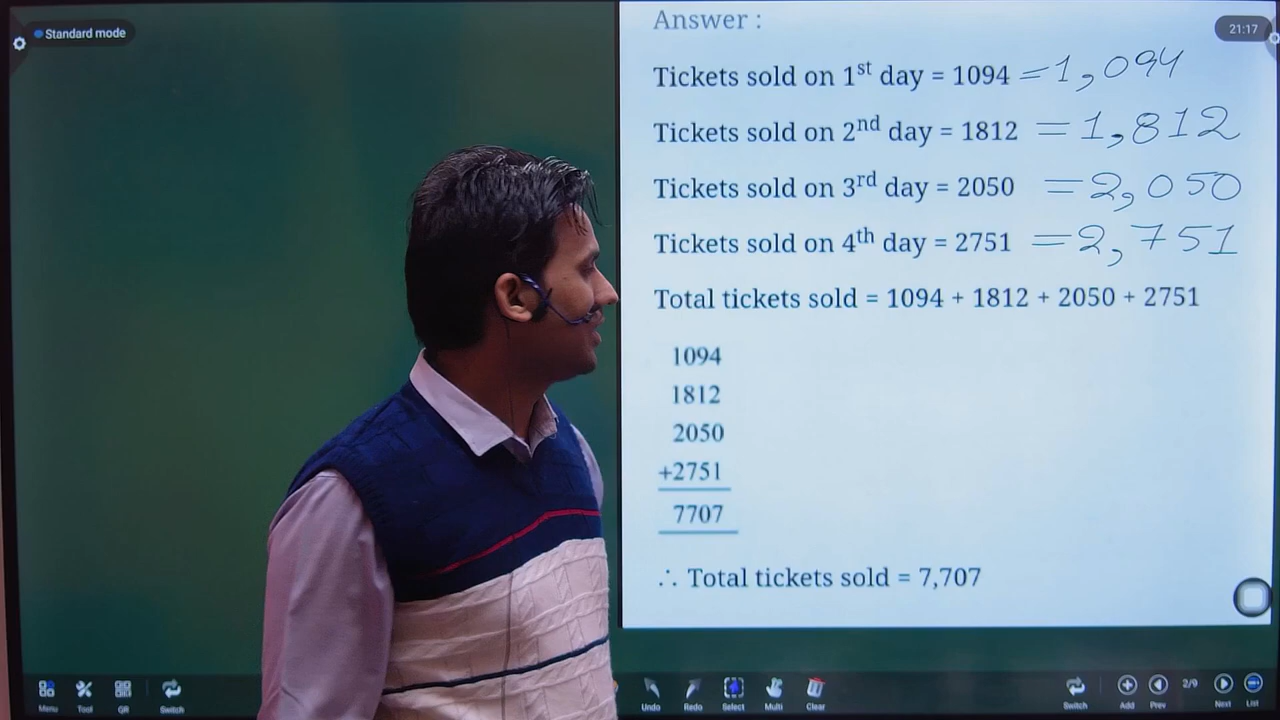 Standard mode
Answer :
21:17
Tickets sold on 1st day = 1094 = 1,094
Tickets sold on 2nd day = 1812 = 1,812
Tickets sold on 3rd day = 2050 = 2,050
Tickets sold on 4th day = 2751 = 2,751
Total tickets sold = 1094 + 1812 + 2050 + 2751
1094
1812
2050
+2751
7707
∴ Total tickets sold = 7,707
Menu Tool QR Switch Undo Redo Select Multi Clear Switch Add Prev 2/9 Next List